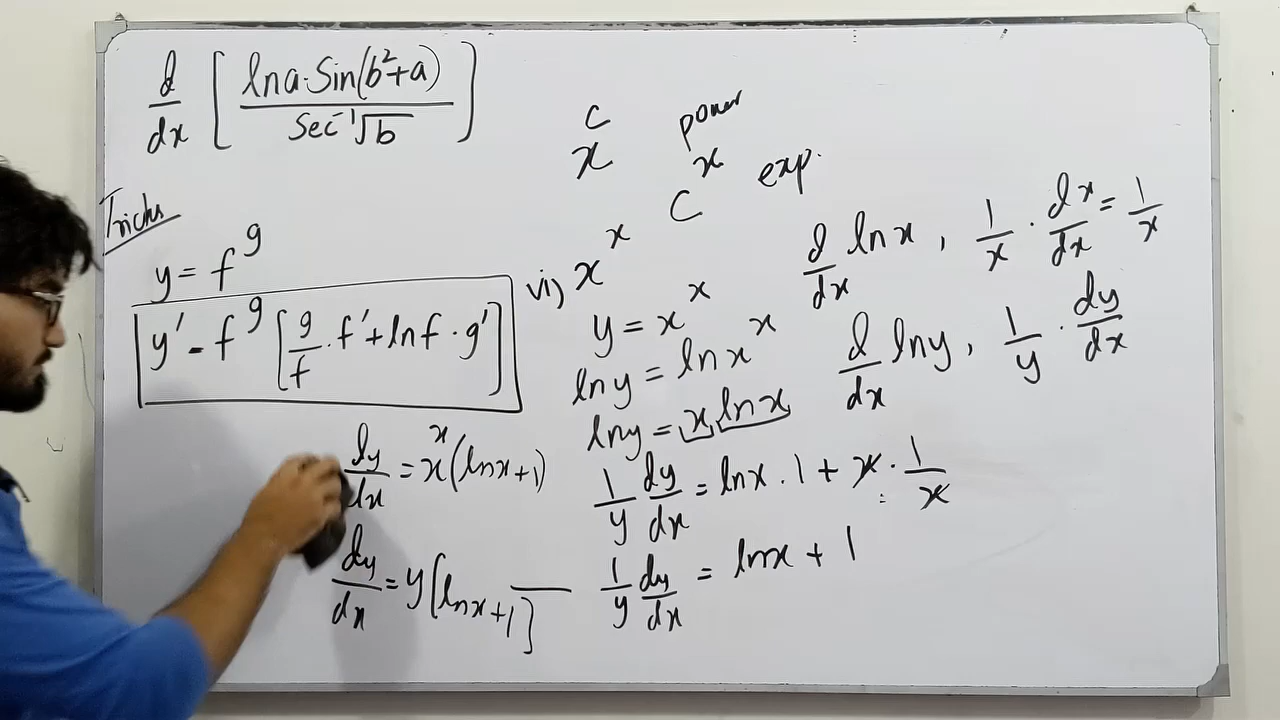 d/dx [ lna·Sin(b²+a) / Sec⁻¹√b ]
x^c power
c^x exp.
Tricks
y = f^g
y' = f^g [ g/f · f' + lnf · g' ]
dy/dx = x^x (lnx+1)
dy/dx = y[lnx+1]
vi) x^x
y = x^x
lny = lnx^x
lny = x lnx
1/y dy/dx = lnx . 1 + x · 1/x
1/y dy/dx = lnx + 1
d/dx lnx , 1/x · dx/dx = 1/x
d/dx lny , 1/y · dy/dx